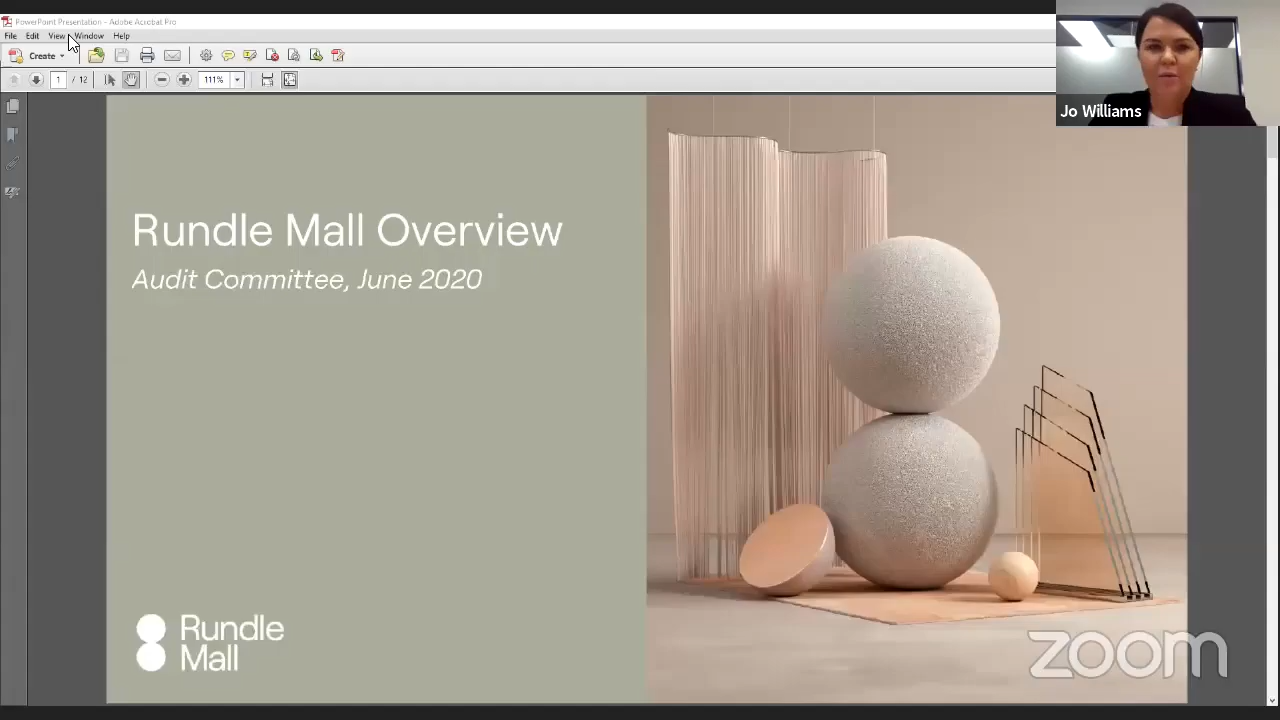 PowerPoint Presentation - Adobe Acrobat Pro
File Edit View Window Help
Create
1 / 12
111%
Jo Williams
Rundle Mall Overview
Audit Committee, June 2020
Rundle
Mall
zoom